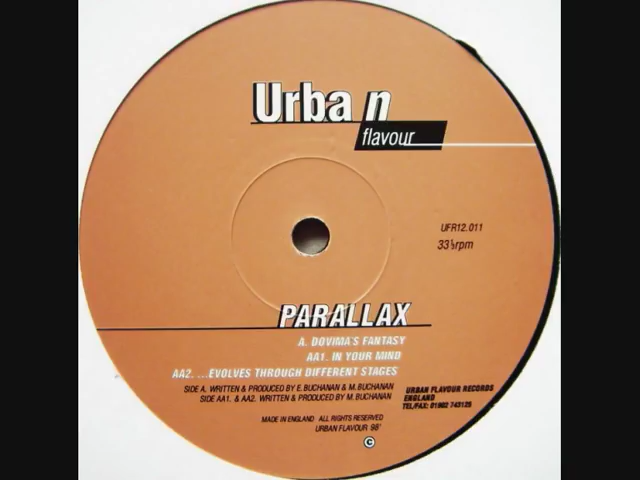 Urban
flavour
UFR12.011
33⅓rpm
PARALLAX
A. DOVIMA'S FANTASY
AA1. IN YOUR MIND
AA2. ...EVOLVES THROUGH DIFFERENT STAGES
SIDE A. WRITTEN & PRODUCED BY E.BUCHANAN & M.BUCHANAN
SIDE AA1. & AA2. WRITTEN & PRODUCED BY M.BUCHANAN
URBAN FLAVOUR RECORDS
ENGLAND
TEL/FAX: 01902 743125
MADE IN ENGLAND ALL RIGHTS RESERVED
URBAN FLAVOUR 98'
©